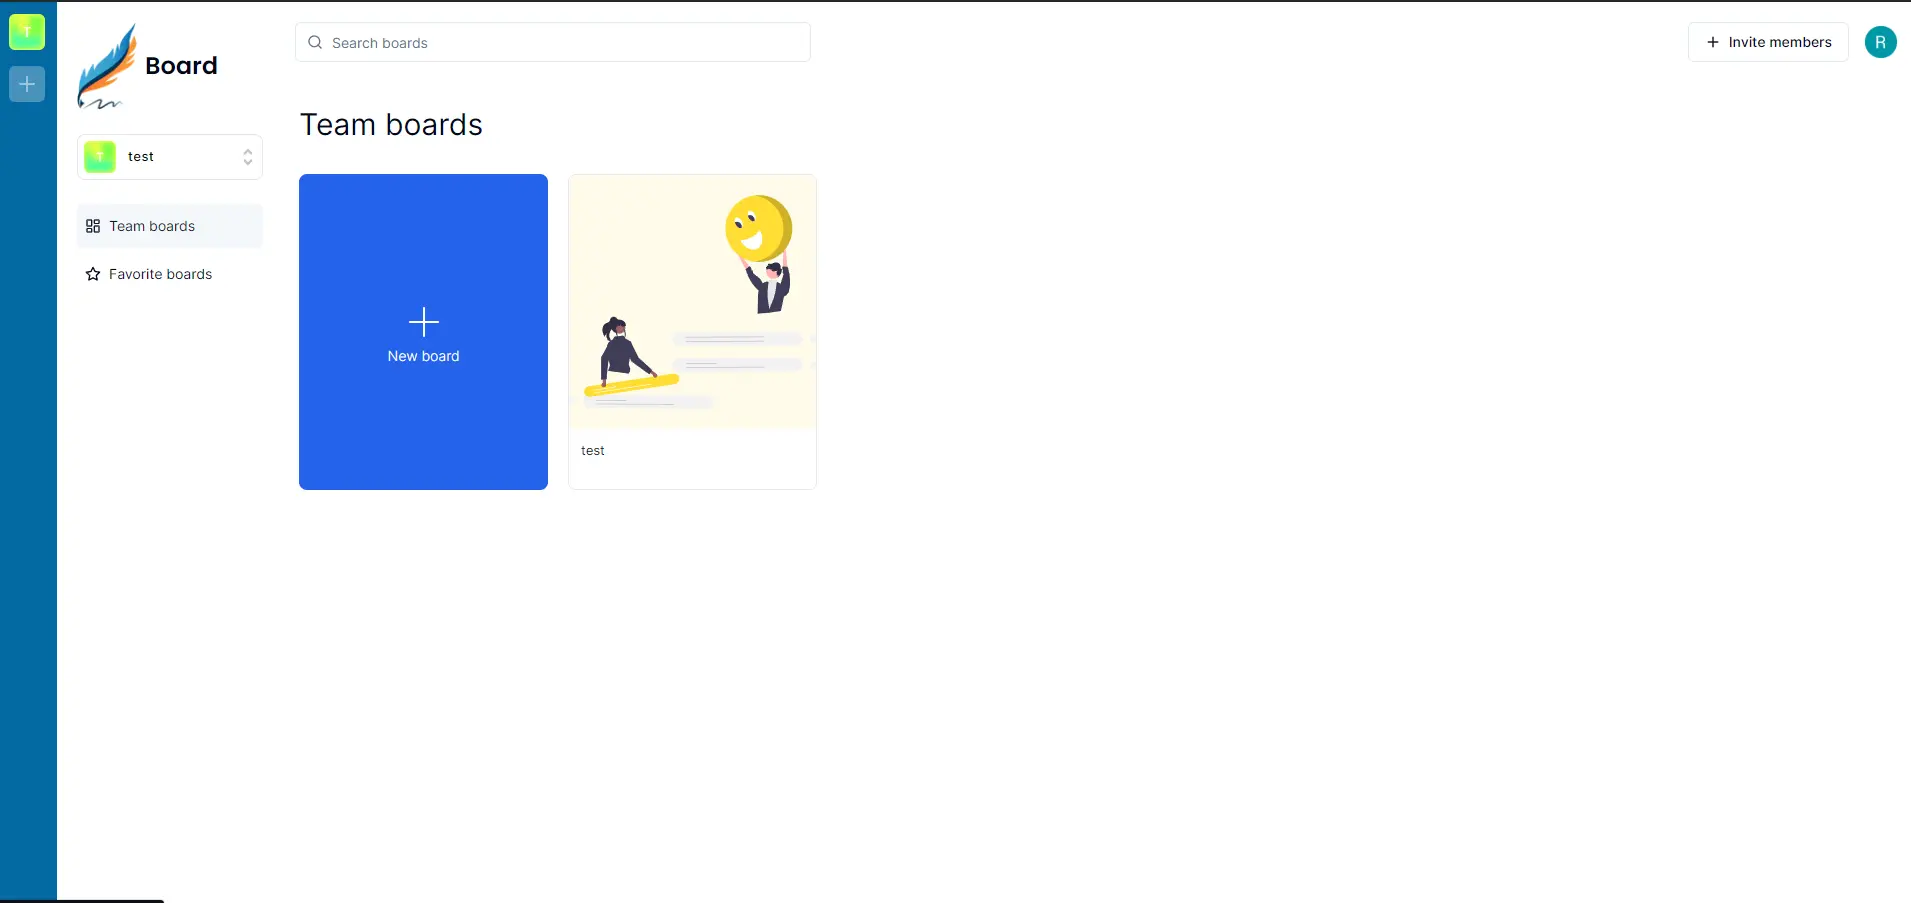 T
Board
Search boards
Invite members
R
Team boards
T
test
Team boards
Favorite boards
New board
test